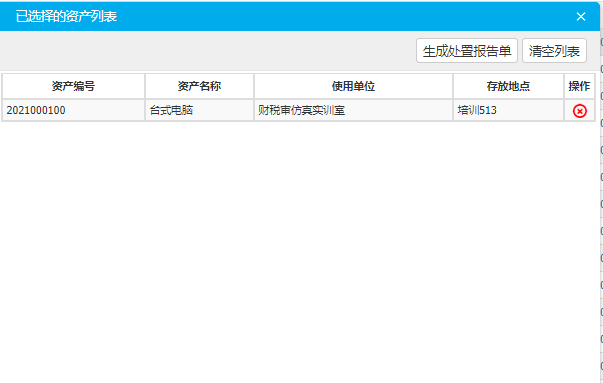 已选择的资产列表
生成处置报告单 清空列表
资产编号 资产名称 使用单位 存放地点 操作
2021000100 台式电脑 财税审仿真实训室 培训513